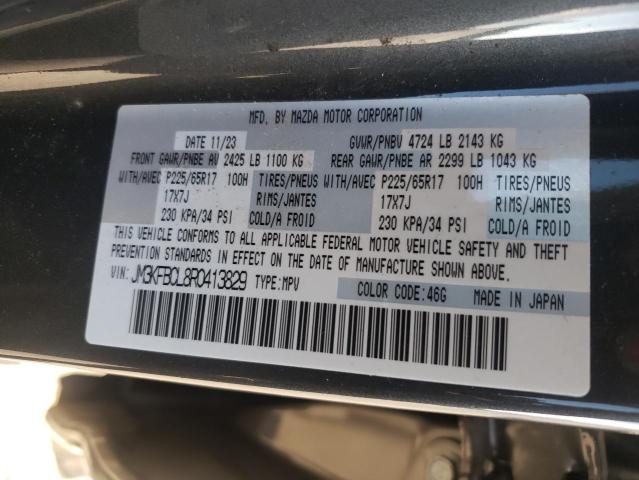 MFD. BY MAZDA MOTOR CORPORATION
DATE 11/23 GVWR/PNBV 4724 LB 2143 KG
FRONT GAWR/PNBE AV 2425 LB 1100 KG REAR GAWR/PNBE AR 2299 LB 1043 KG
WITH/AVEC P225/65R17 100H TIRES/PNEUS WITH/AVEC P225/65R17 100H TIRES/PNEUS
17X7J RIMS/JANTES 17X7J RIMS/JANTES
230 KPA/34 PSI COLD/A FROID 230 KPA/34 PSI COLD/A FROID
THIS VEHICLE CONFORMS TO ALL APPLICABLE FEDERAL MOTOR VEHICLE SAFETY AND THEFT
PREVENTION STANDARDS IN EFFECT ON THE DATE OF MANUFACTURE SHOWN ABOVE.
VIN: JM3KFBCL8R0413829 TYPE:MPV COLOR CODE:46G MADE IN JAPAN